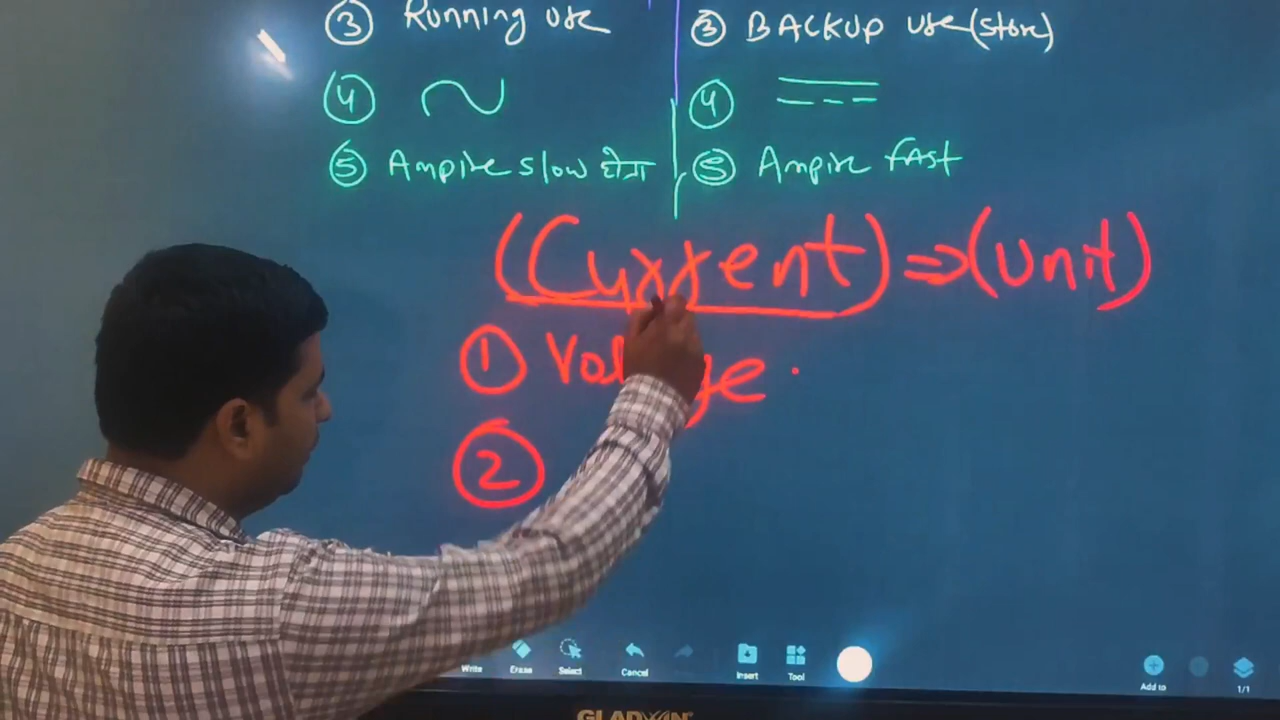 ③ Running use
③ BACKUP use (store)
④
④
⑤ Ampire slow होगा
⑤ Ampire FAST
(Current) ⇒ (Unit)
① Voltage
②
Write Erase Select Cancel Insert Tool Add to 1/1